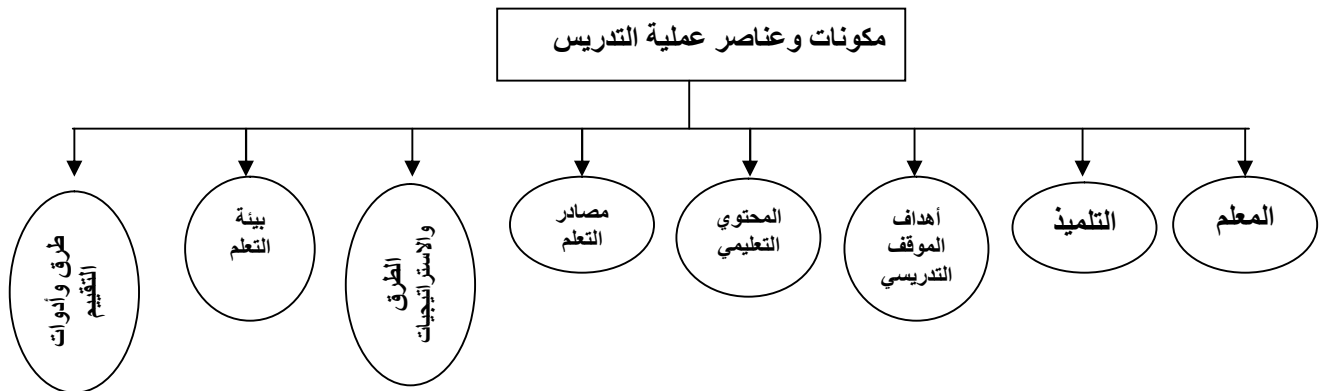 مكونات وعناصر عملية التدريس
المعلم
التلميذ
أهداف
الموقف
التدريسي
المحتوي
التعليمي
مصادر
التعلم
الطرق
والاستراتيجيات
بيئة
التعلم
طرق وأدوات
التقييم